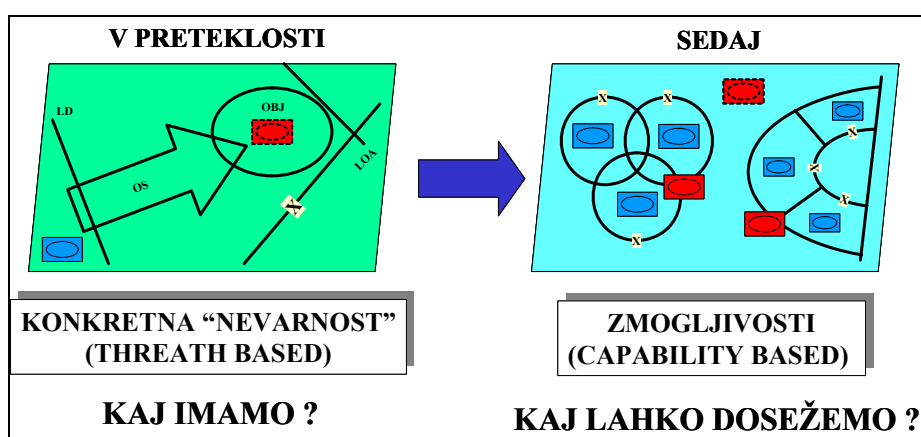 V PRETEKLOSTI
SEDAJ
LD
OBJ
OS
LOA
X
X
X
X
X
X
X
KONKRETNA “NEVARNOST”
(THREATH BASED)
ZMOGLJIVOSTI
(CAPABILITY BASED)
KAJ IMAMO ?
KAJ LAHKO DOSEŽEMO ?